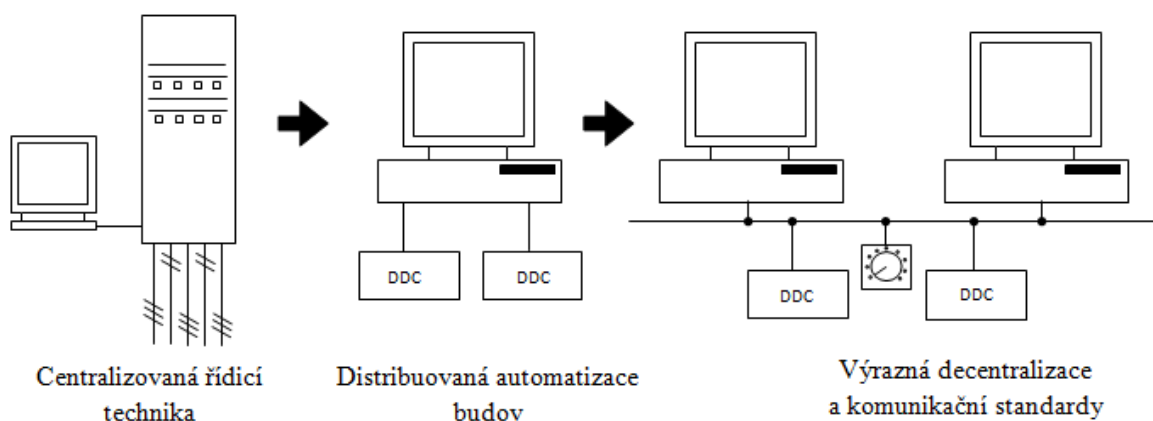 DDC
DDC
DDC
DDC
Centralizovaná řídicí
technika
Distribuovaná automatizace
budov
Výrazná decentralizace
a komunikační standardy